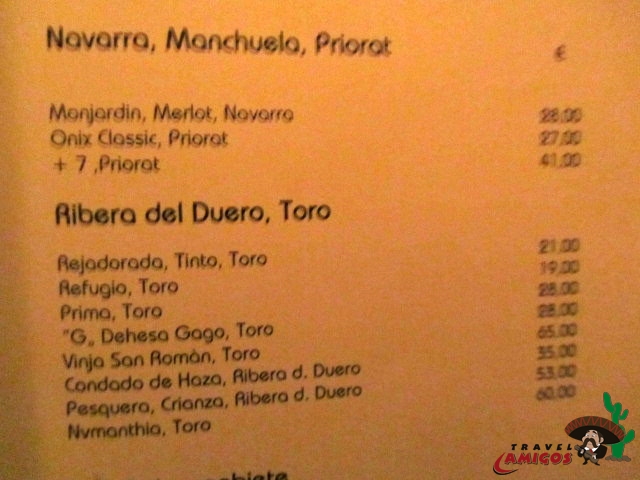 Navarra, Manchuela, Priorat
€
Monjardin, Merlot, Navarra 28,00
Onix Classic, Priorat 27,00
+ 7 ,Priorat 41,00
Ribera del Duero, Toro
Rejadorada, Tinto, Toro 21,00
Refugio, Toro 19,00
Prima, Toro 28,00
"G„ Dehesa Gago, Toro 28,00
Vinja San Román, Toro 65,00
Condado de Haza, Ribera d. Duero 35,00
Pesquera, Crianza, Ribera d. Duero 53,00
Nvmanthia, Toro 60,00
TRAVEL
AMIGOS